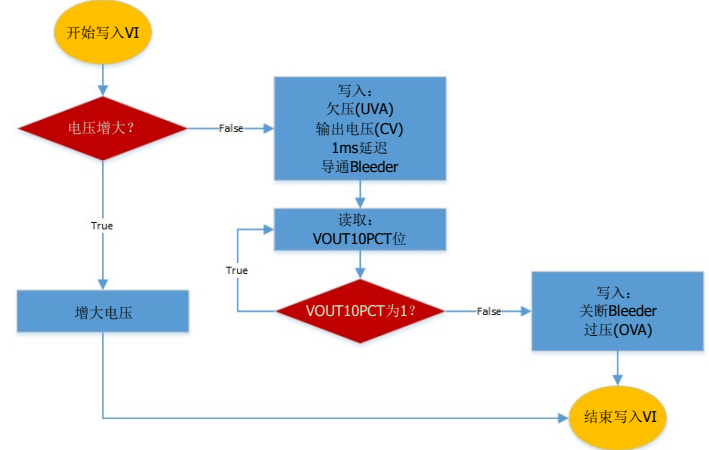 开始写入VI
电压增大？
False
写入：
欠压(UVA)
输出电压(CV)
1ms延迟
导通Bleeder
True
读取：
VOUT10PCT位
True
增大电压
VOUT10PCT为1？
False
写入：
关断Bleeder
过压(OVA)
结束写入VI